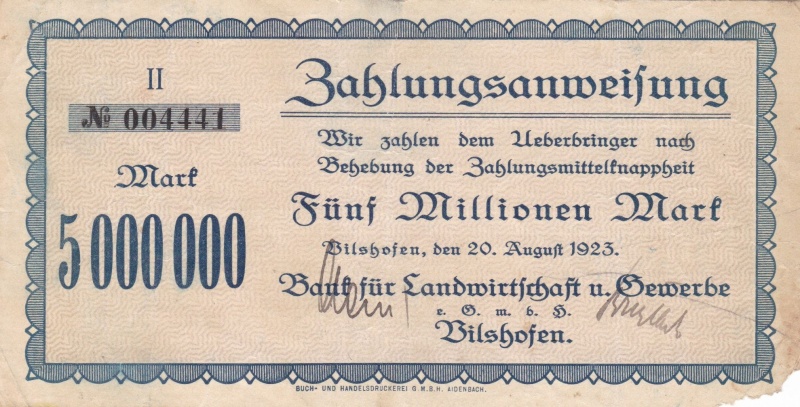 II
№ 004441
Mark
5 000 000
Zahlungsanweisung
Wir zahlen dem Ueberbringer nach
Behebung der Zahlungsmittelknappheit
Fünf Millionen Mark
Vilshofen, den 20. August 1923.
Bank für Landwirtschaft u. Gewerbe
e. G. m. b. H.
Vilshofen.
BUCH- UND HANDELSDRUCKEREI G.M.B.H. AIDENBACH.